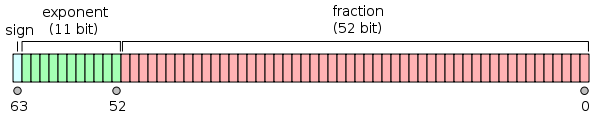 sign
exponent
(11 bit)
fraction
(52 bit)
63
52
0